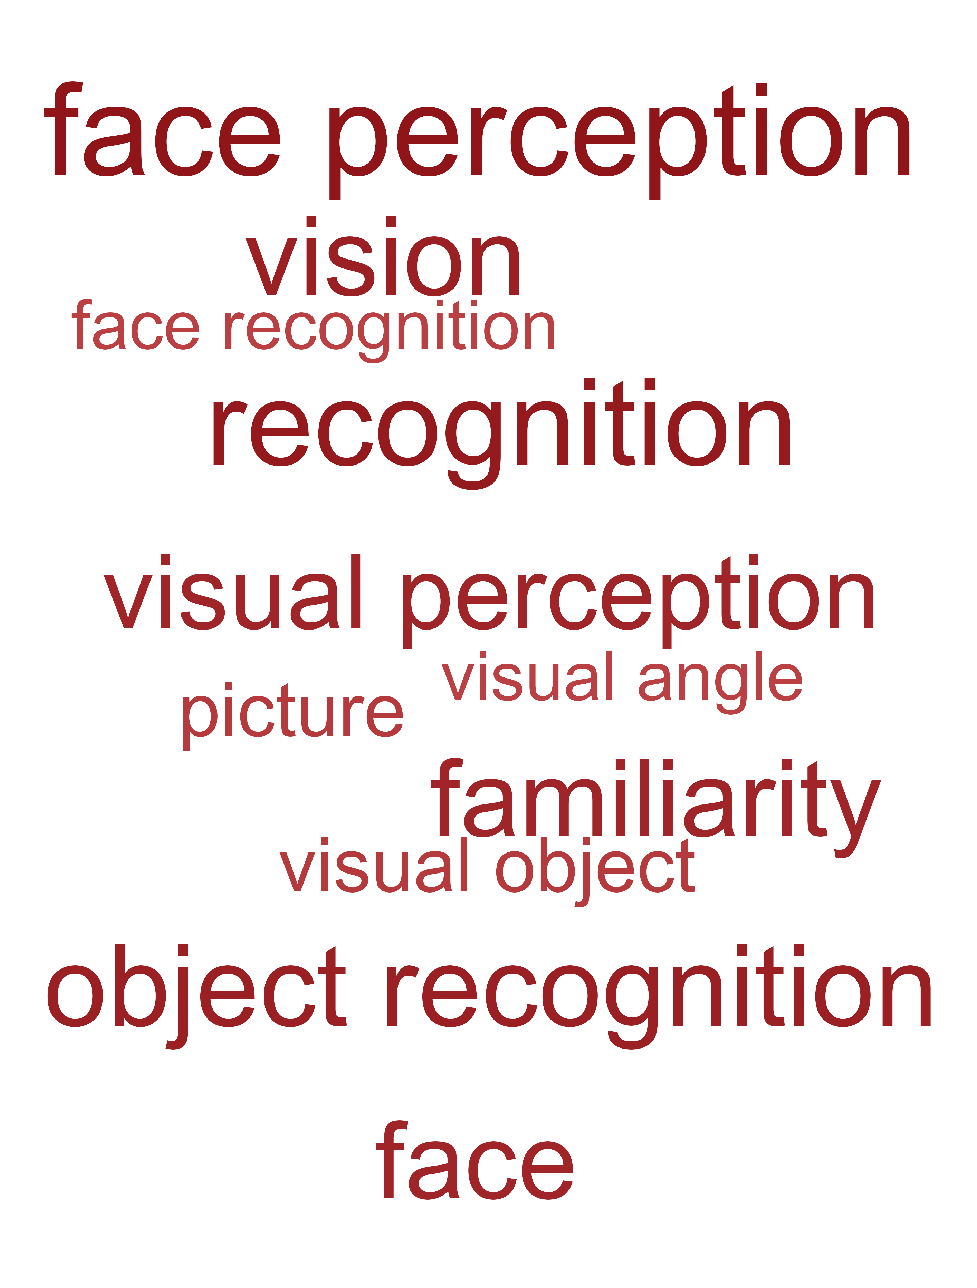 face perception
vision
face recognition
recognition
visual perception
visual angle
picture
familiarity
visual object
object recognition
face